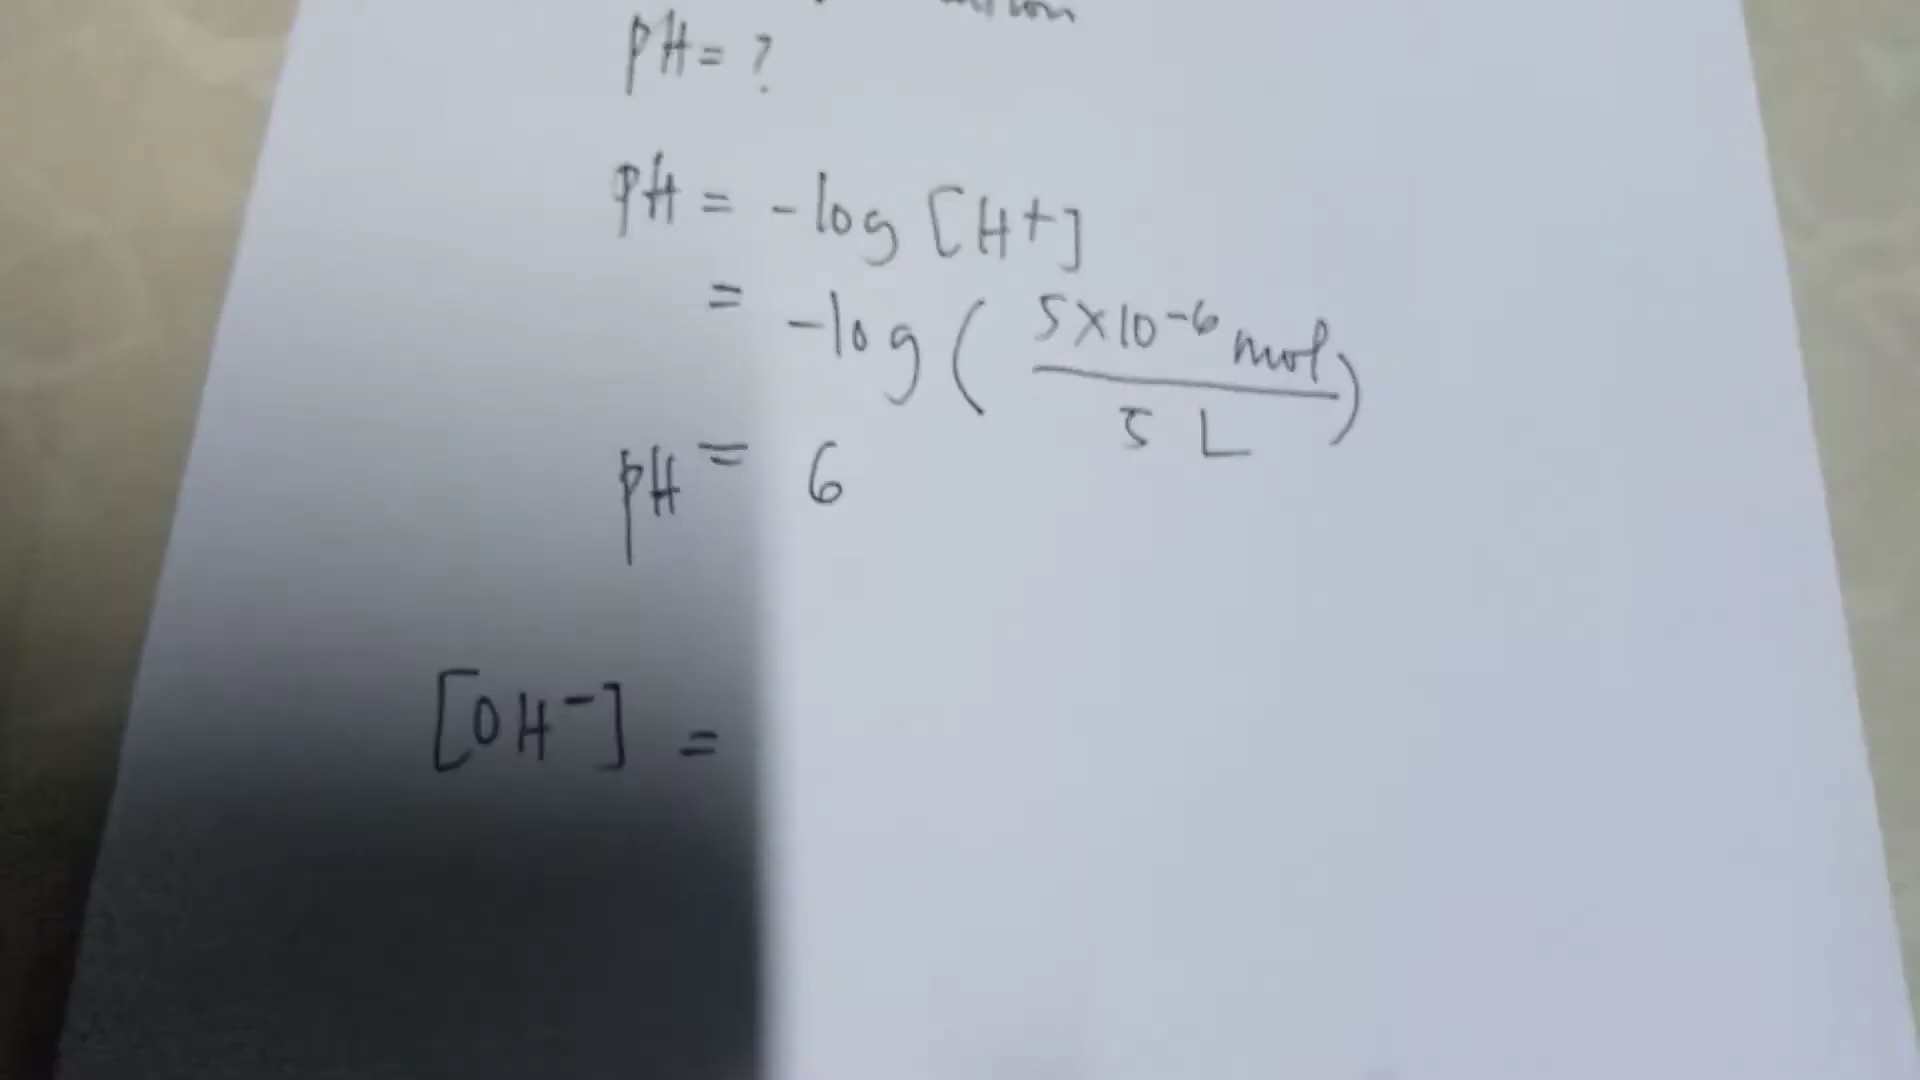 pH = ?
pH = -log [H+]
= -log ( 5×10⁻⁶ mol / 5 L )
pH = 6
[OH⁻] =